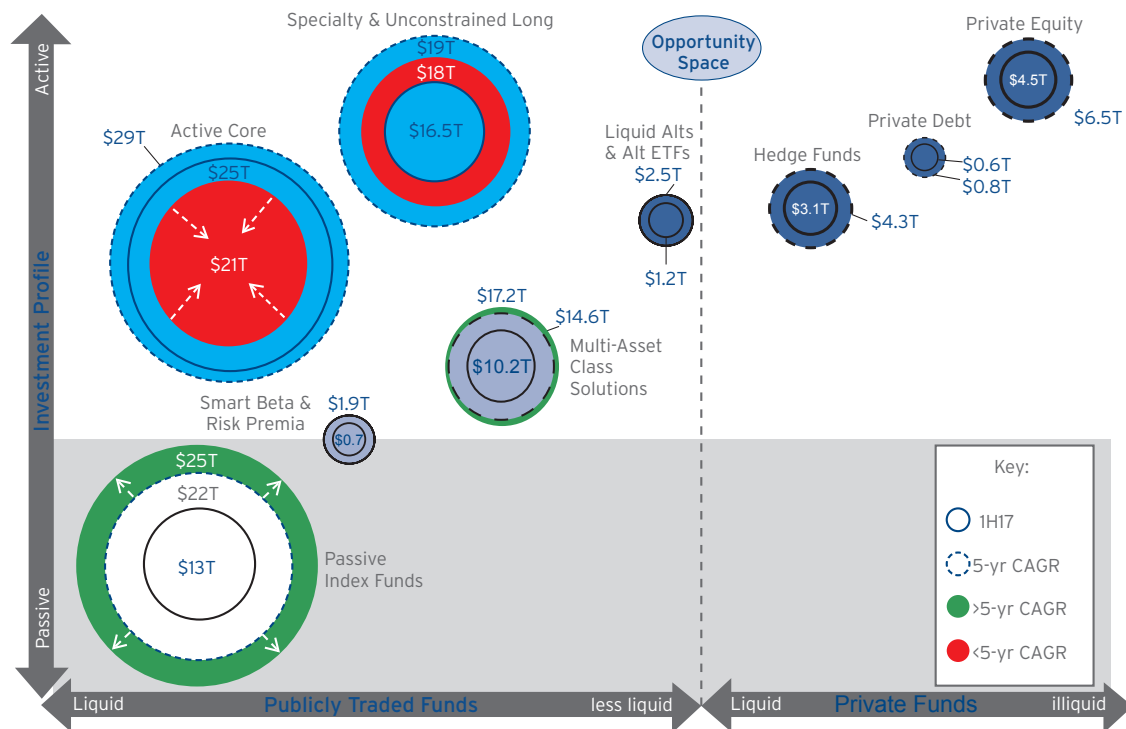 Specialty & Unconstrained Long
$19T
$18T
$16.5T
Opportunity
Space
Private Equity
$4.5T
$6.5T
Active
Investment Profile
Passive
Active Core
$29T
$25T
$21T
Liquid Alts
& Alt ETFs
$2.5T
$1.2T
Hedge Funds
$3.1T
$4.3T
Private Debt
$0.6T
$0.8T
$17.2T
$14.6T
$10.2T
Multi-Asset
Class
Solutions
Smart Beta &
Risk Premia
$1.9T
$0.7
$25T
$22T
$13T
Passive
Index Funds
Key:
1H17
5-yr CAGR
>5-yr CAGR
<5-yr CAGR
Liquid
Publicly Traded Funds
less liquid
Liquid
Private Funds
illiquid